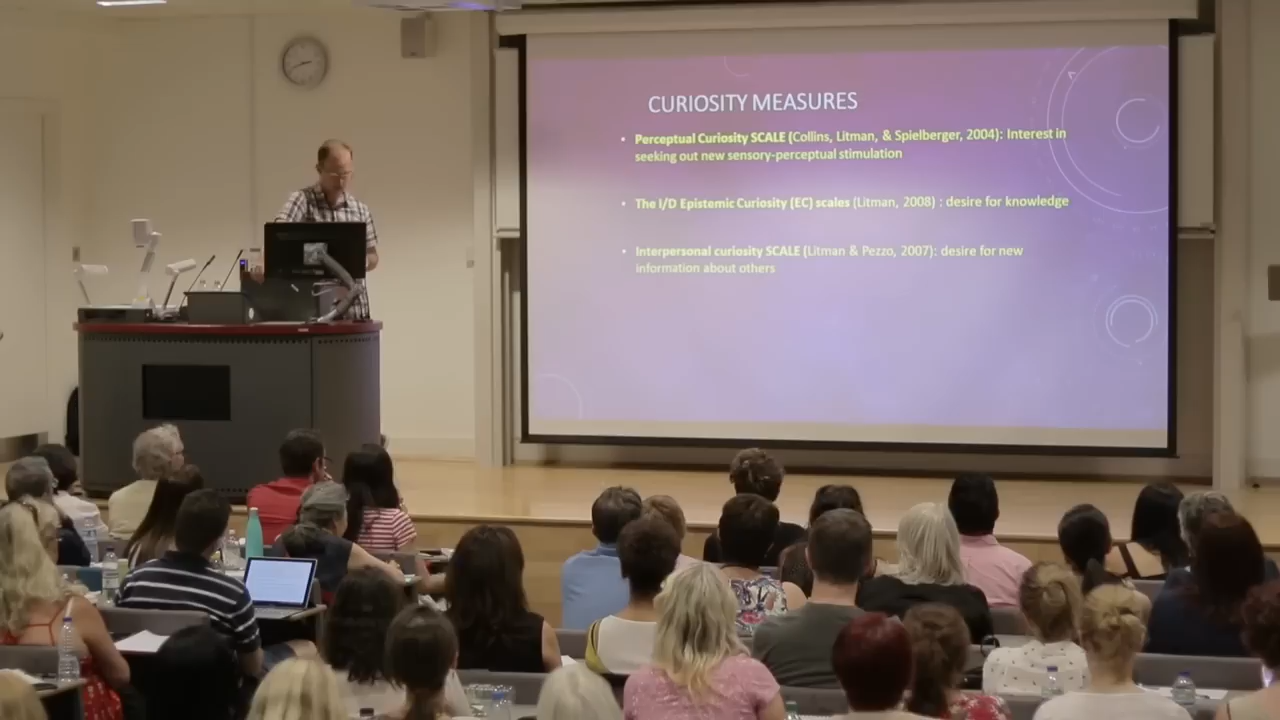 CURIOSITY MEASURES
• Perceptual Curiosity SCALE (Collins, Litman, & Spielberger, 2004): Interest in
seeking out new sensory-perceptual stimulation
• The I/D Epistemic Curiosity (EC) scales (Litman, 2008) : desire for knowledge
• Interpersonal curiosity SCALE (Litman & Pezzo, 2007): desire for new
information about others